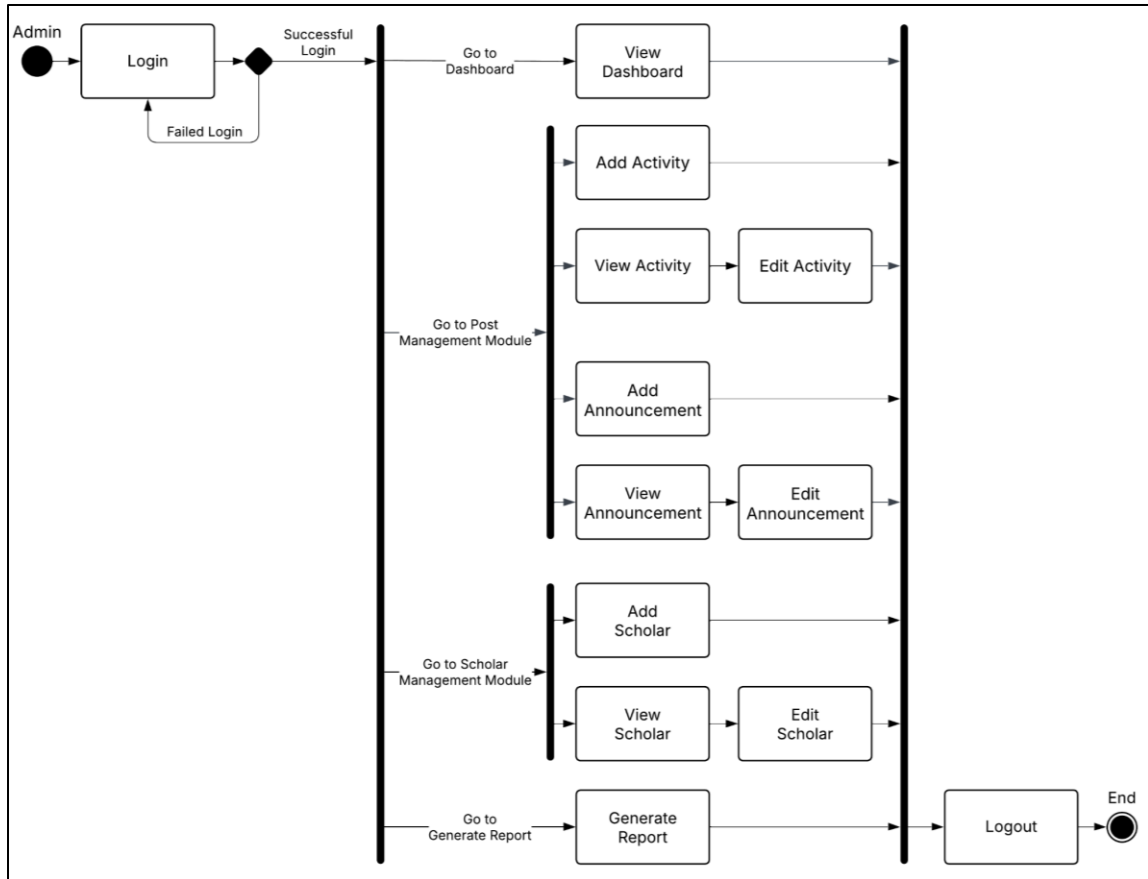 Admin
Login
Successful
Login
Failed Login
Go to
Dashboard
View
Dashboard
Add Activity
View Activity
Edit Activity
Go to Post
Management Module
Add
Announcement
View
Announcement
Edit
Announcement
Add
Scholar
Go to Scholar
Management Module
View
Scholar
Edit
Scholar
Go to
Generate Report
Generate
Report
Logout
End